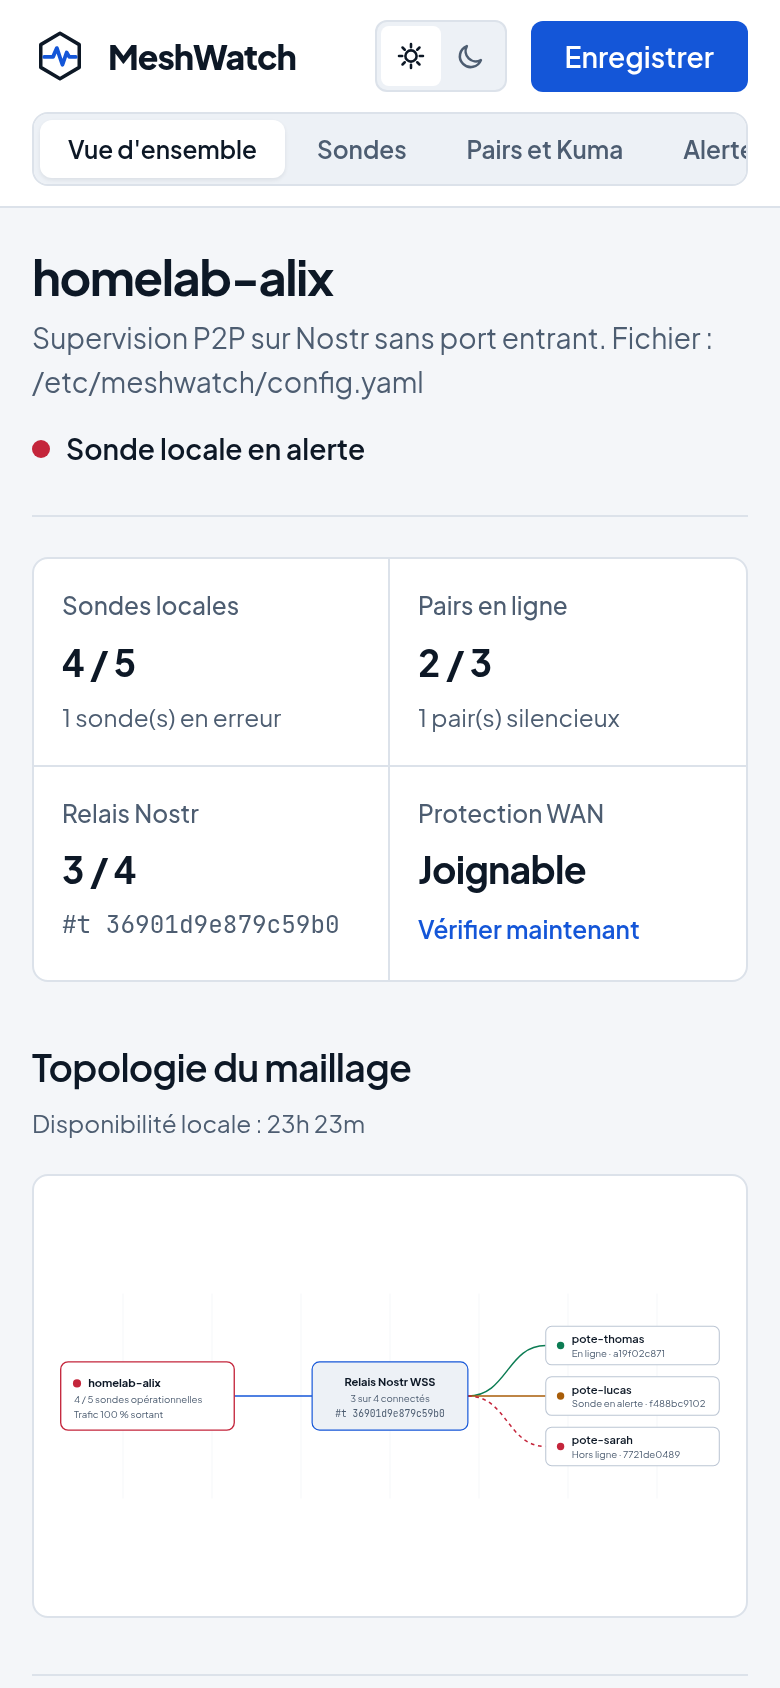 MeshWatch
Enregistrer
Vue d'ensemble
Sondes
Pairs et Kuma
Alerte
homelab-alix
Supervision P2P sur Nostr sans port entrant. Fichier :
/etc/meshwatch/config.yaml
Sonde locale en alerte
Sondes locales
4 / 5
1 sonde(s) en erreur
Pairs en ligne
2 / 3
1 pair(s) silencieux
Relais Nostr
3 / 4
#t 36901d9e879c59b0
Protection WAN
Joignable
Vérifier maintenant
Topologie du maillage
Disponibilité locale : 23h 23m
homelab-alix
4 / 5 sondes opérationnelles
Trafic 100 % sortant
Relais Nostr WSS
3 sur 4 connectés
#t 36901d9e879c59b0
pote-thomas
En ligne · a19f02c871
pote-lucas
Sonde en alerte · f488bc9102
pote-sarah
Hors ligne · 7721de0489